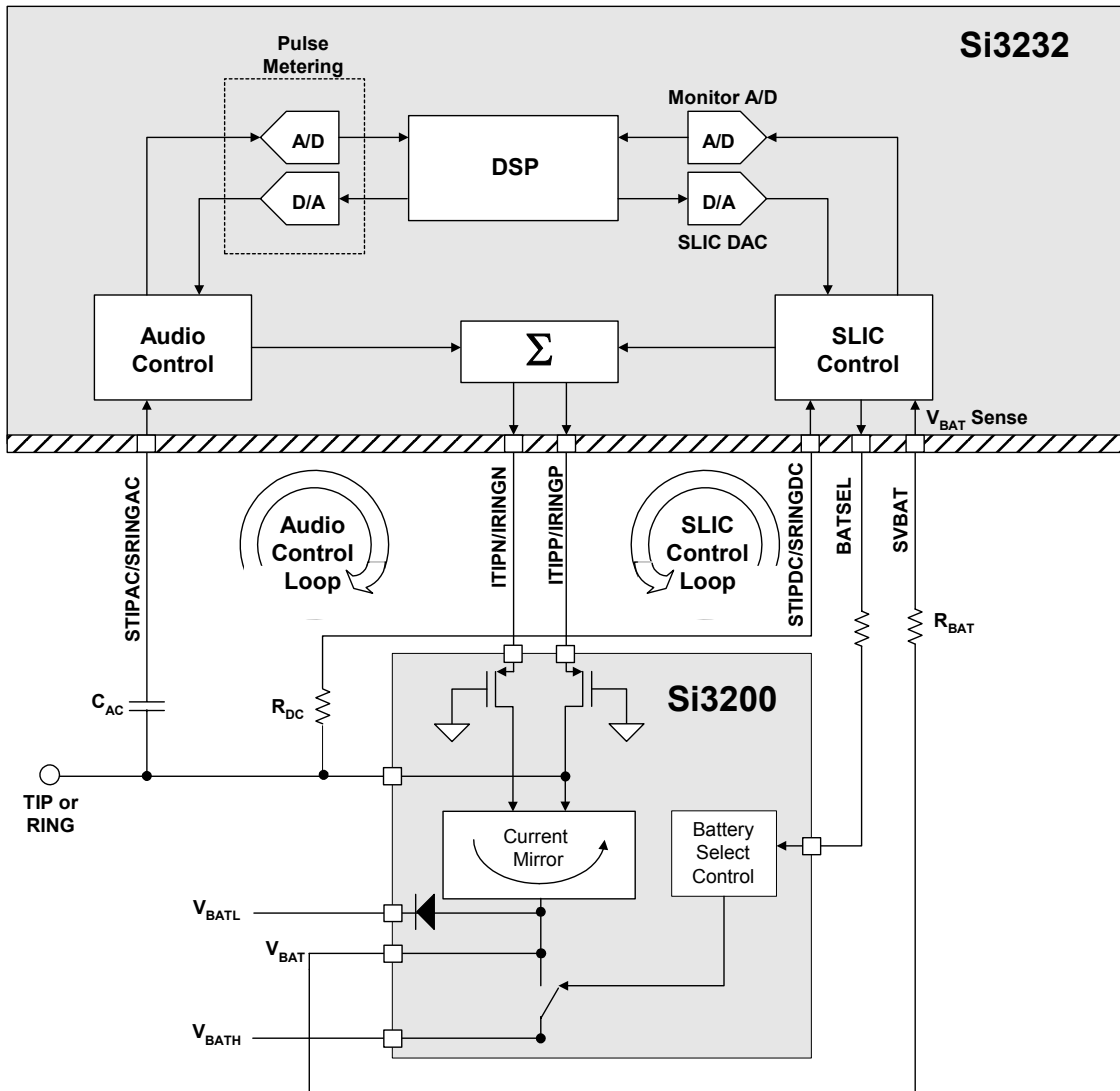 Si3232
Pulse
Metering
Monitor A/D
A/D
DSP
A/D
D/A
D/A
SLIC DAC
Audio
Control
Σ
SLIC
Control
VBAT Sense
STIPAC/SRINGAC
Audio
Control
Loop
ITIPN/IRINGN
ITIPP/IRINGP
SLIC
Control
Loop
STIPDC/SRINGDC
BATSEL
SVBAT
RBAT
Si3200
CAC
RDC
TIP or
RING
Current
Mirror
Battery
Select
Control
VBATL
VBAT
VBATH